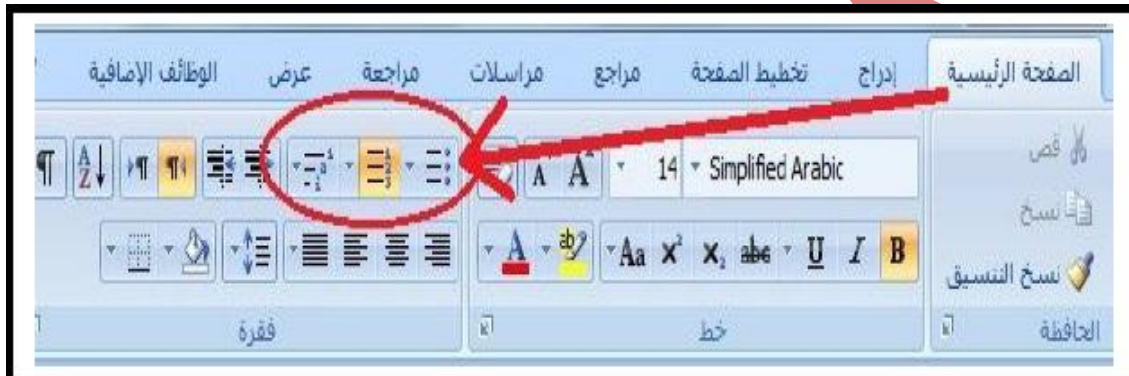 الصفحة الرئيسية إدراج تخطيط الصفحة مراجع مراسلات مراجعة عرض الوظائف الإضافية
قص
Simplified Arabic 14
نسخ
نسخ التنسيق
B I U abc X₂ X² Aa
الحافظة خط فقرة